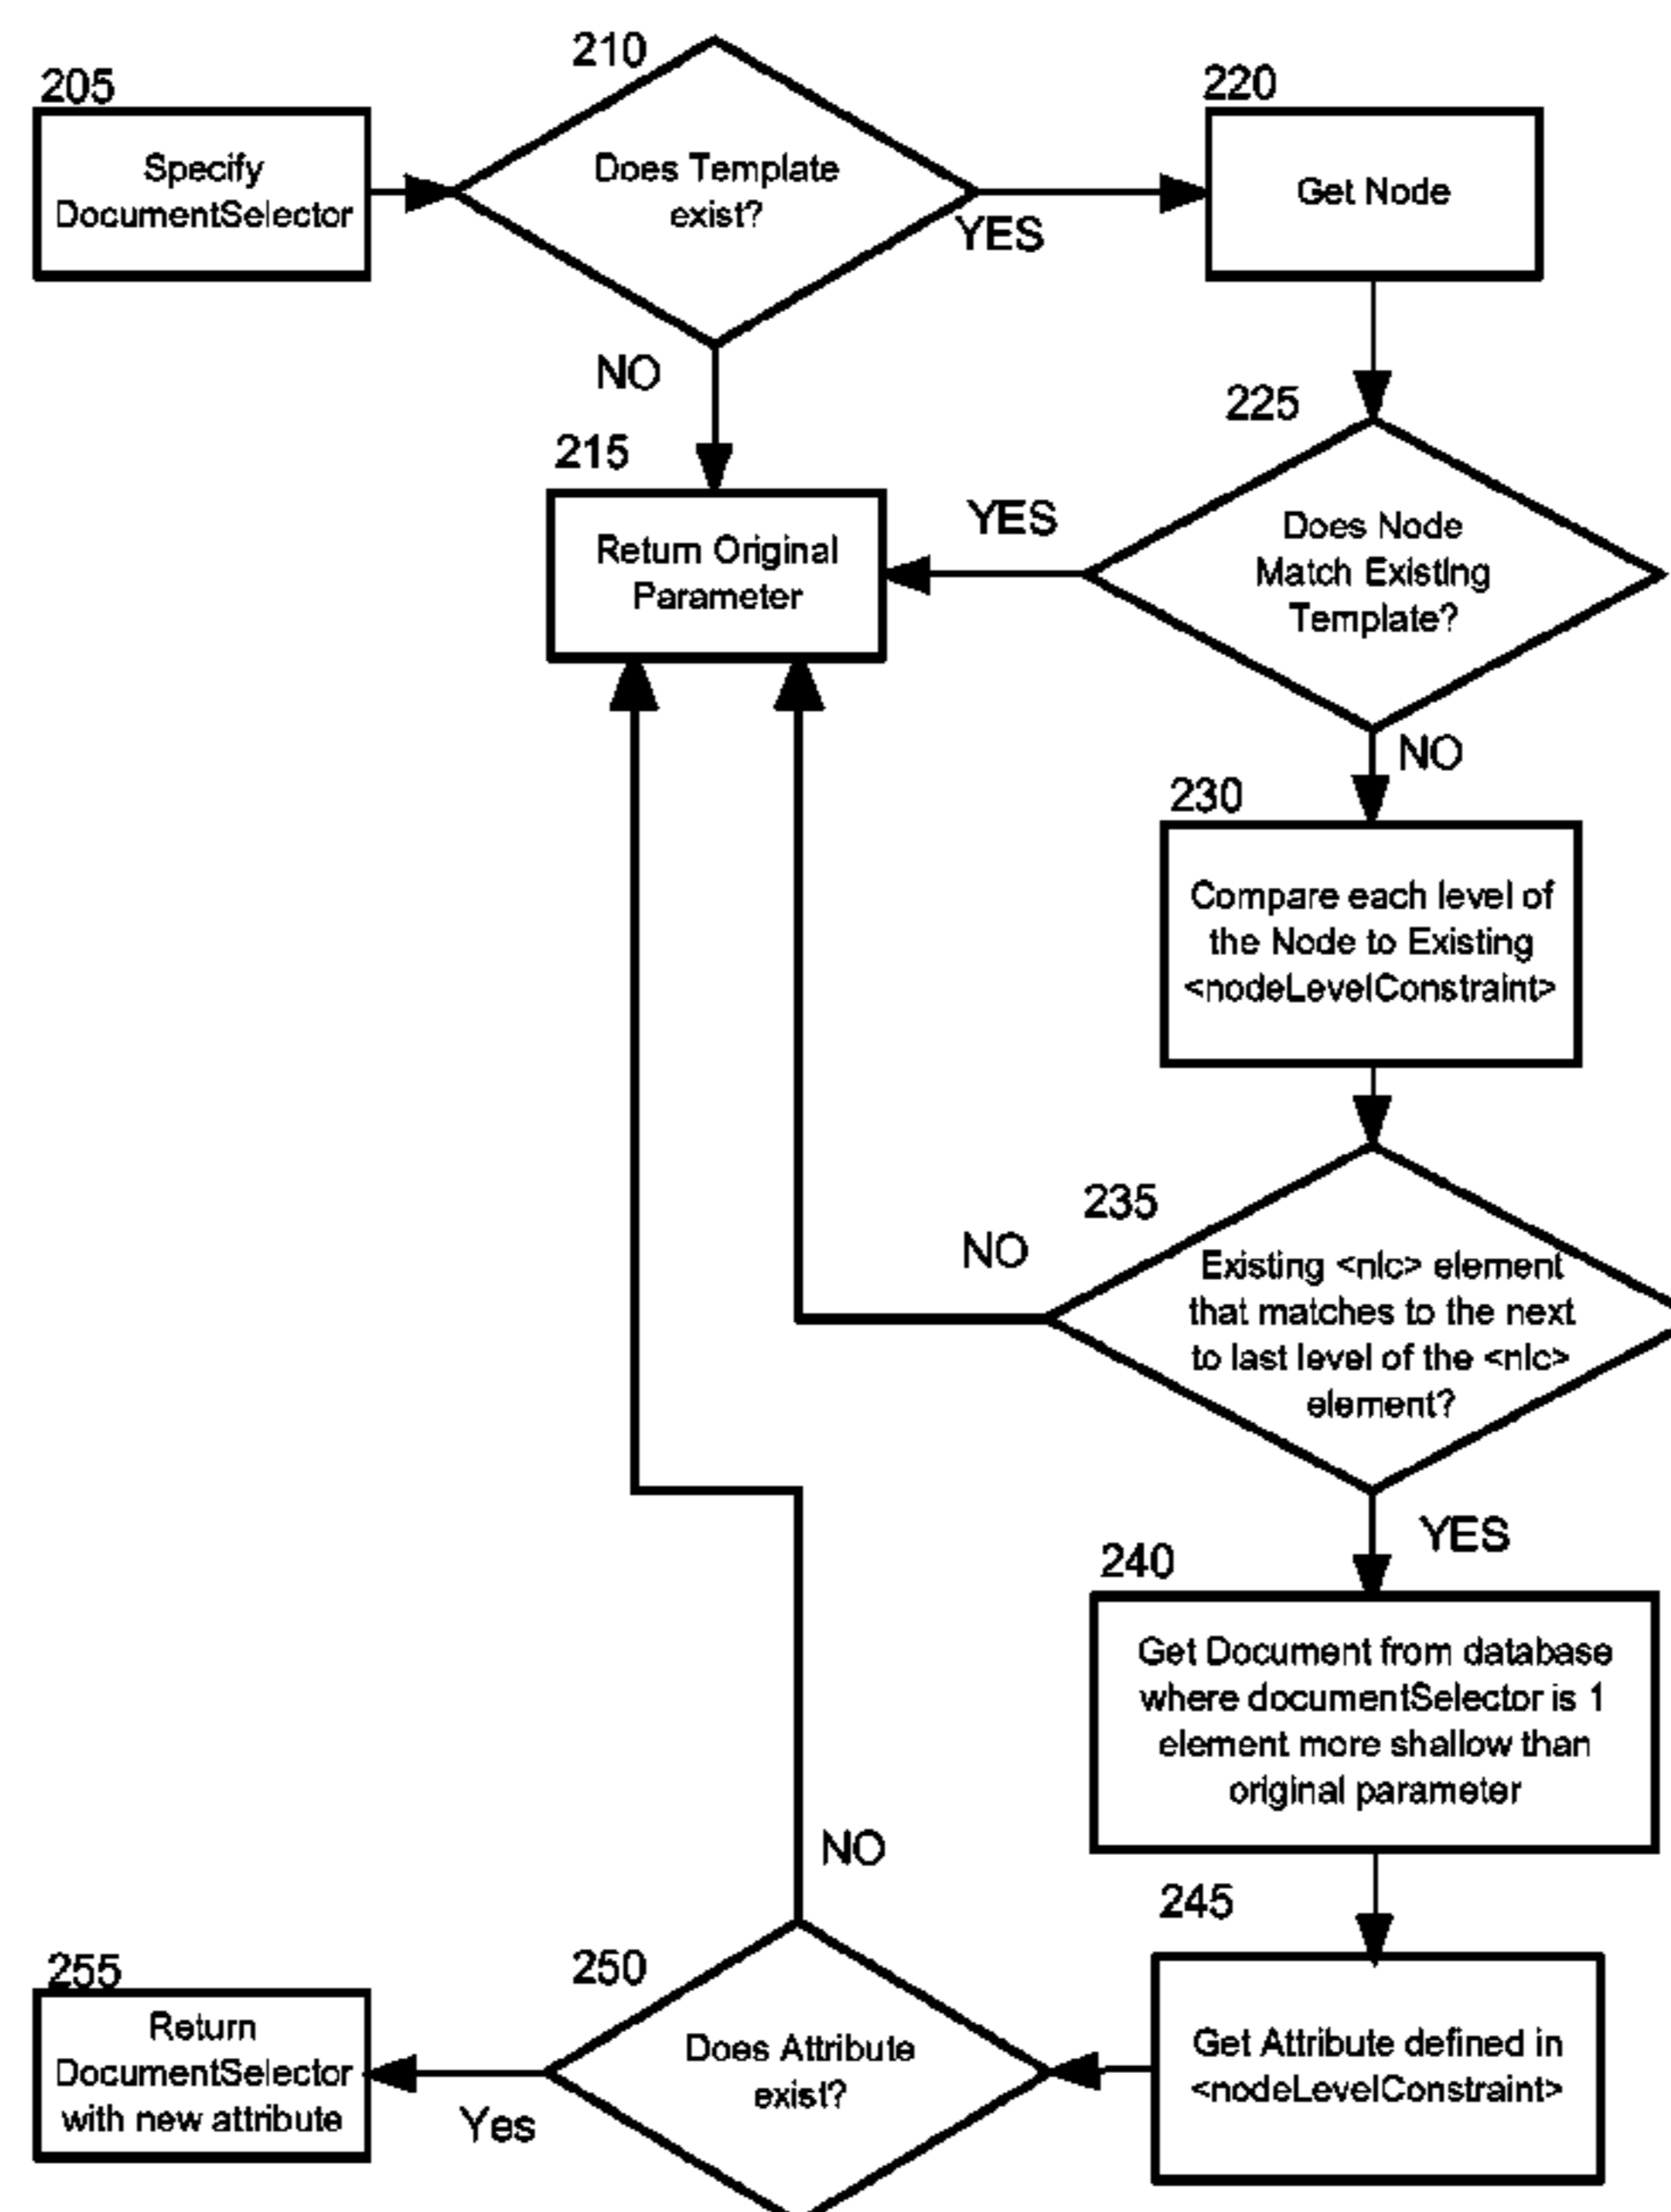 205
Specify
DocumentSelector
210
Does Template
exist?
YES
NO
220
Get Node
215
Return Original
Parameter
225
Does Node
Match Existing
Template?
YES
NO
230
Compare each level of
the Node to Existing
<nodeLevelConstraint>
235
Existing <nlc> element
that matches to the next
to last level of the <nlc>
element?
NO
YES
240
Get Document from database
where documentSelector is 1
element more shallow than
original parameter
245
Get Attribute defined in
<nodeLevelConstraint>
250
Does Attribute
exist?
NO
Yes
255
Return
DocumentSelector
with new attribute